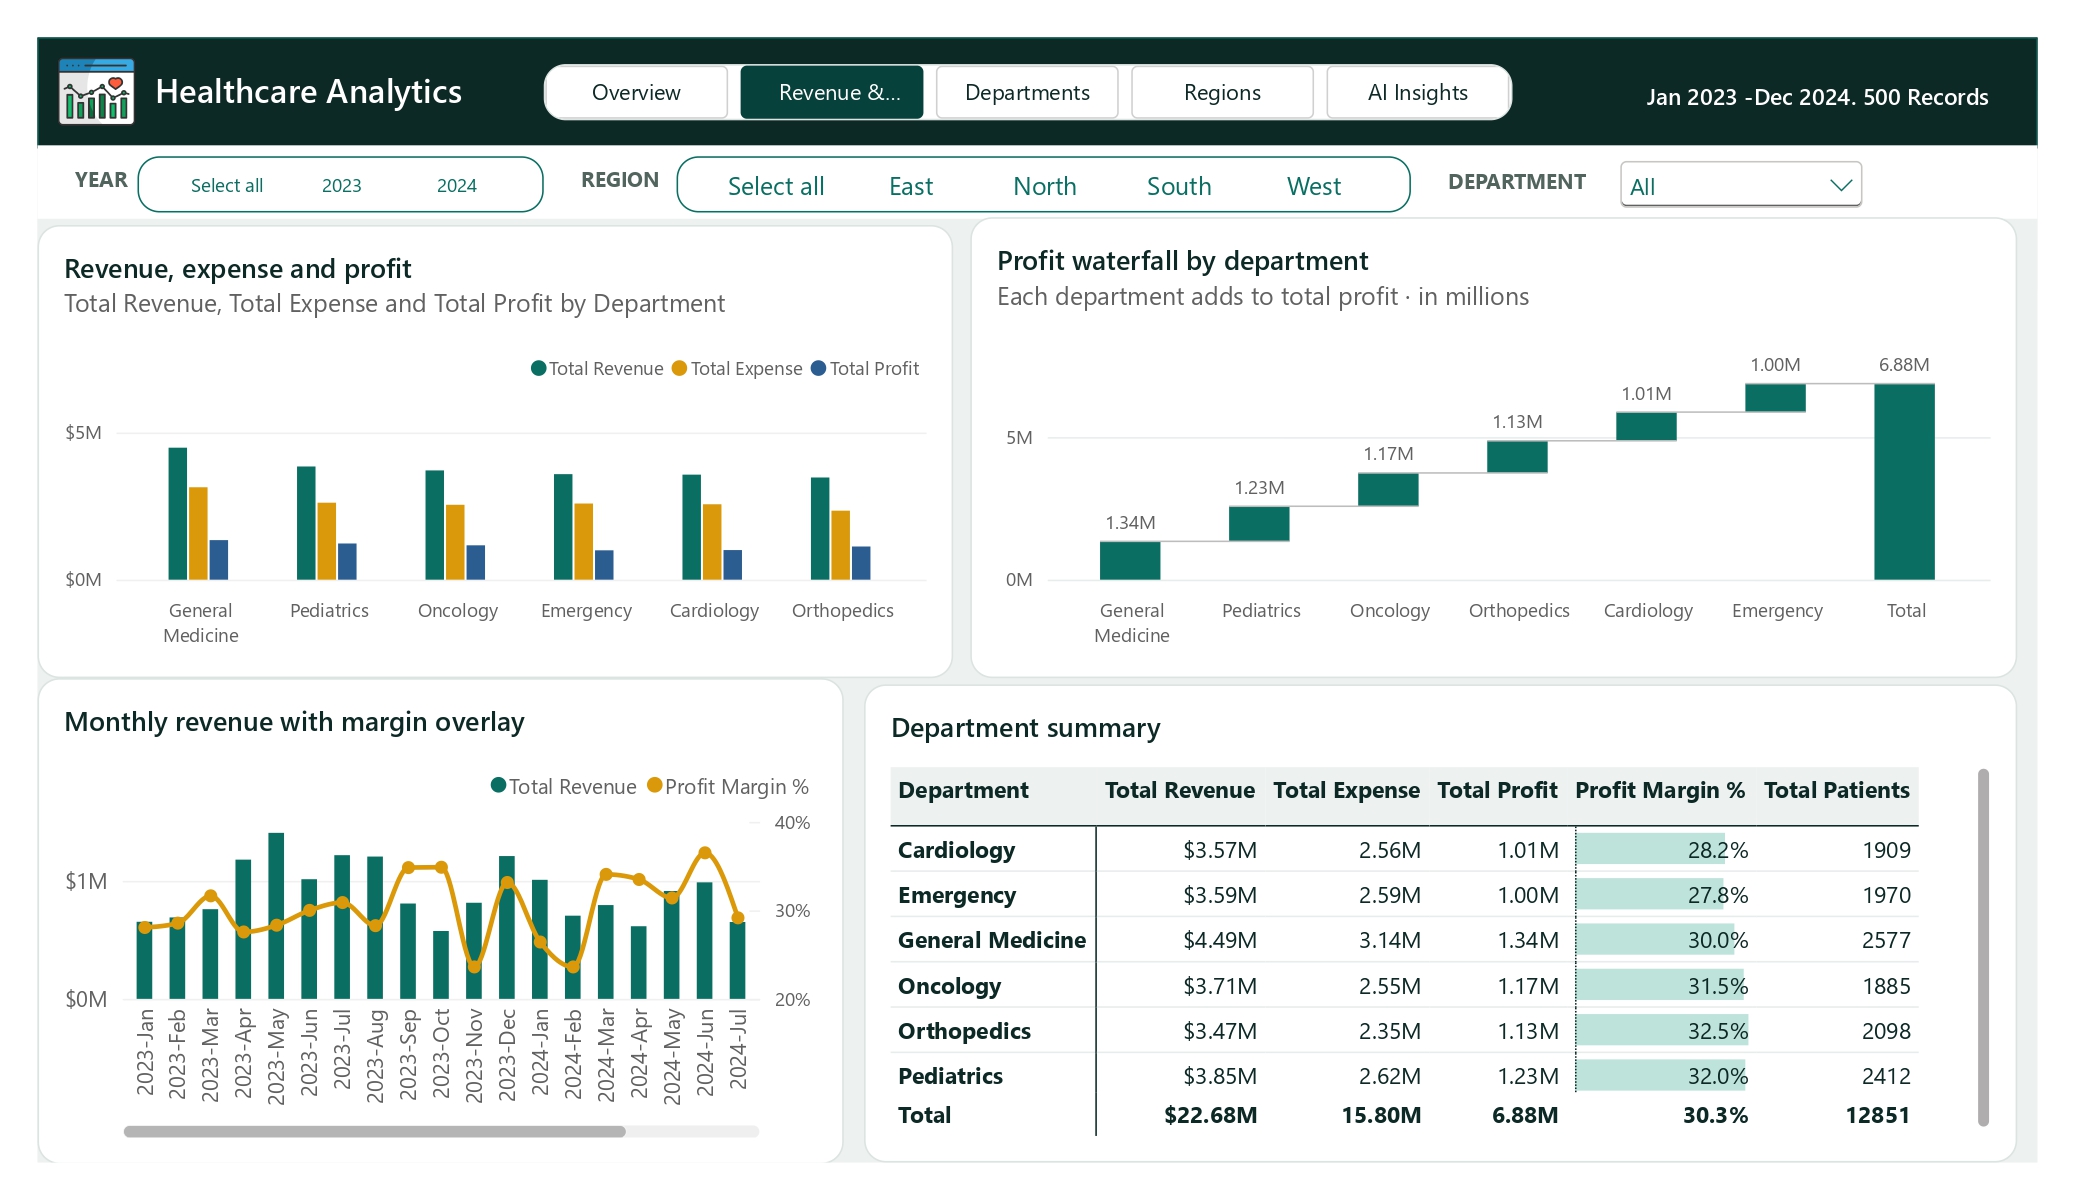 Healthcare Analytics
Overview
Revenue &...
Departments
Regions
AI Insights
Jan 2023 -Dec 2024. 500 Records
YEAR
Select all 2023 2024
REGION
Select all East North South West
DEPARTMENT
All
Revenue, expense and profit
Total Revenue, Total Expense and Total Profit by Department
Total Revenue Total Expense Total Profit
$5M
$0M
General Medicine
Pediatrics
Oncology
Emergency
Cardiology
Orthopedics
Profit waterfall by department
Each department adds to total profit · in millions
5M
0M
1.34M
1.23M
1.17M
1.13M
1.01M
1.00M
6.88M
General Medicine
Pediatrics
Oncology
Orthopedics
Cardiology
Emergency
Total
Monthly revenue with margin overlay
Total Revenue Profit Margin %
$1M
$0M
40%
30%
20%
2023-Jan
2023-Feb
2023-Mar
2023-Apr
2023-May
2023-Jun
2023-Jul
2023-Aug
2023-Sep
2023-Oct
2023-Nov
2023-Dec
2024-Jan
2024-Feb
2024-Mar
2024-Apr
2024-May
2024-Jun
2024-Jul
Department summary
Department Total Revenue Total Expense Total Profit Profit Margin % Total Patients
Cardiology $3.57M 2.56M 1.01M 28.2% 1909
Emergency $3.59M 2.59M 1.00M 27.8% 1970
General Medicine $4.49M 3.14M 1.34M 30.0% 2577
Oncology $3.71M 2.55M 1.17M 31.5% 1885
Orthopedics $3.47M 2.35M 1.13M 32.5% 2098
Pediatrics $3.85M 2.62M 1.23M 32.0% 2412
Total $22.68M 15.80M 6.88M 30.3% 12851